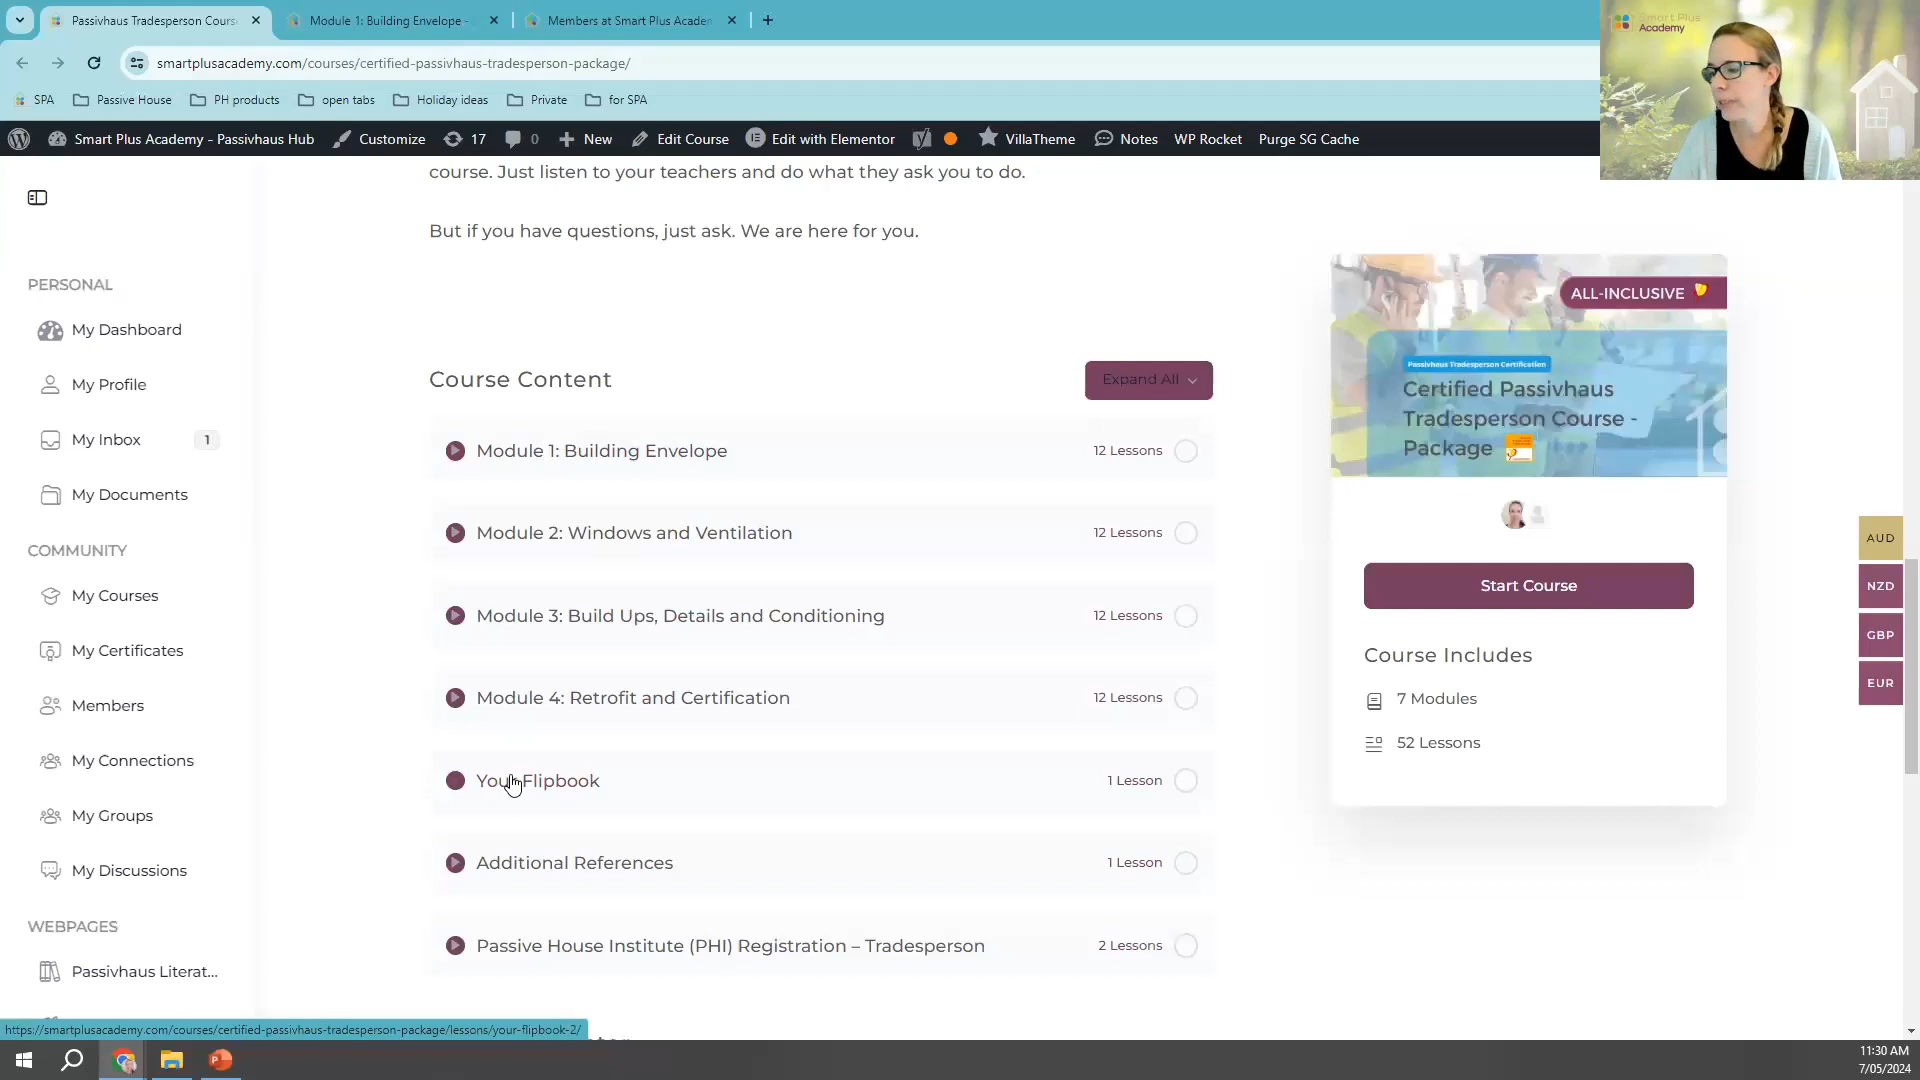 Passivhaus Tradesperson Cours
Module 1: Building Envelope -
Members at Smart Plus Acaden
smartplusacademy.com/courses/certified-passivhaus-tradesperson-package/
SPA
Passive House
PH products
open tabs
Holiday ideas
Private
for SPA
Smart Plus Academy - Passivhaus Hub
Customize
17
0
New
Edit Course
Edit with Elementor
VillaTheme
Notes
WP Rocket
Purge SG Cache
Smart Plus
Academy
course. Just listen to your teachers and do what they ask you to do.
But if you have questions, just ask. We are here for you.
PERSONAL
My Dashboard
My Profile
My Inbox
1
My Documents
COMMUNITY
My Courses
My Certificates
Members
My Connections
My Groups
My Discussions
WEBPAGES
Passivhaus Literat...
Course Content
Expand All
Module 1: Building Envelope
12 Lessons
Module 2: Windows and Ventilation
12 Lessons
Module 3: Build Ups, Details and Conditioning
12 Lessons
Module 4: Retrofit and Certification
12 Lessons
Your Flipbook
1 Lesson
Additional References
1 Lesson
Passive House Institute (PHI) Registration – Tradesperson
2 Lessons
ALL-INCLUSIVE
Passivhaus Tradesperson Certification
Certified Passivhaus
Tradesperson Course -
Package
Start Course
Course Includes
7 Modules
52 Lessons
AUD
NZD
GBP
EUR
https://smartplusacademy.com/courses/certified-passivhaus-tradesperson-package/lessons/your-flipbook-2/
11:30 AM
7/05/2024